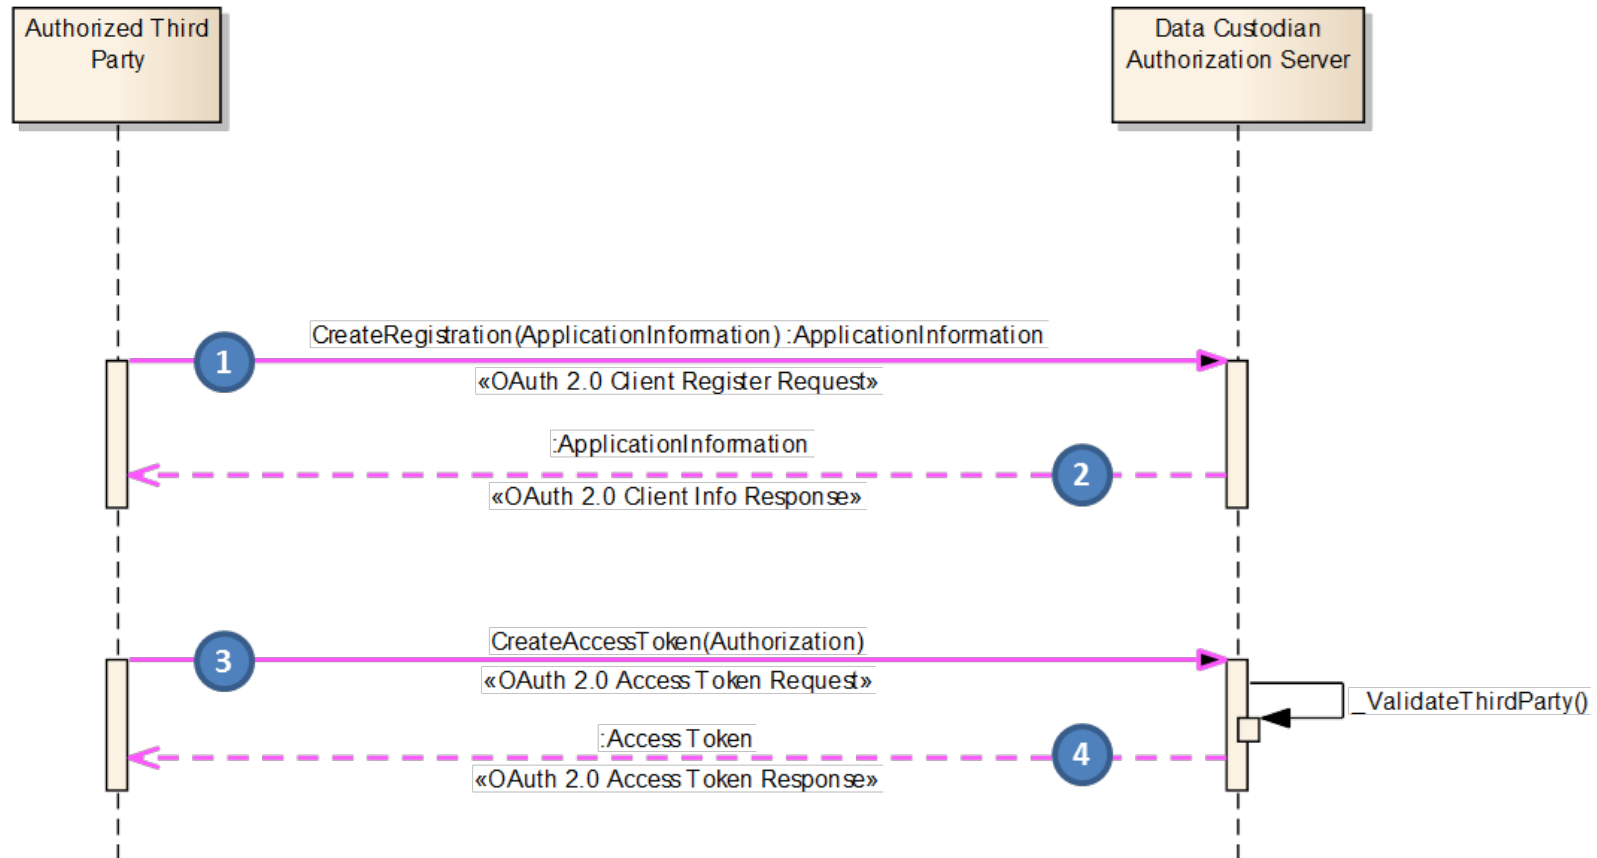 Authorized Third
Party
Data Custodian
Authorization Server
CreateRegistration(ApplicationInformation) :ApplicationInformation
1
«OAuth 2.0 Client Register Request»
:ApplicationInformation
2
«OAuth 2.0 Client Info Response»
CreateAccessToken(Authorization)
3
«OAuth 2.0 Access Token Request»
_ValidateThirdParty()
:Access Token
4
«OAuth 2.0 Access Token Response»